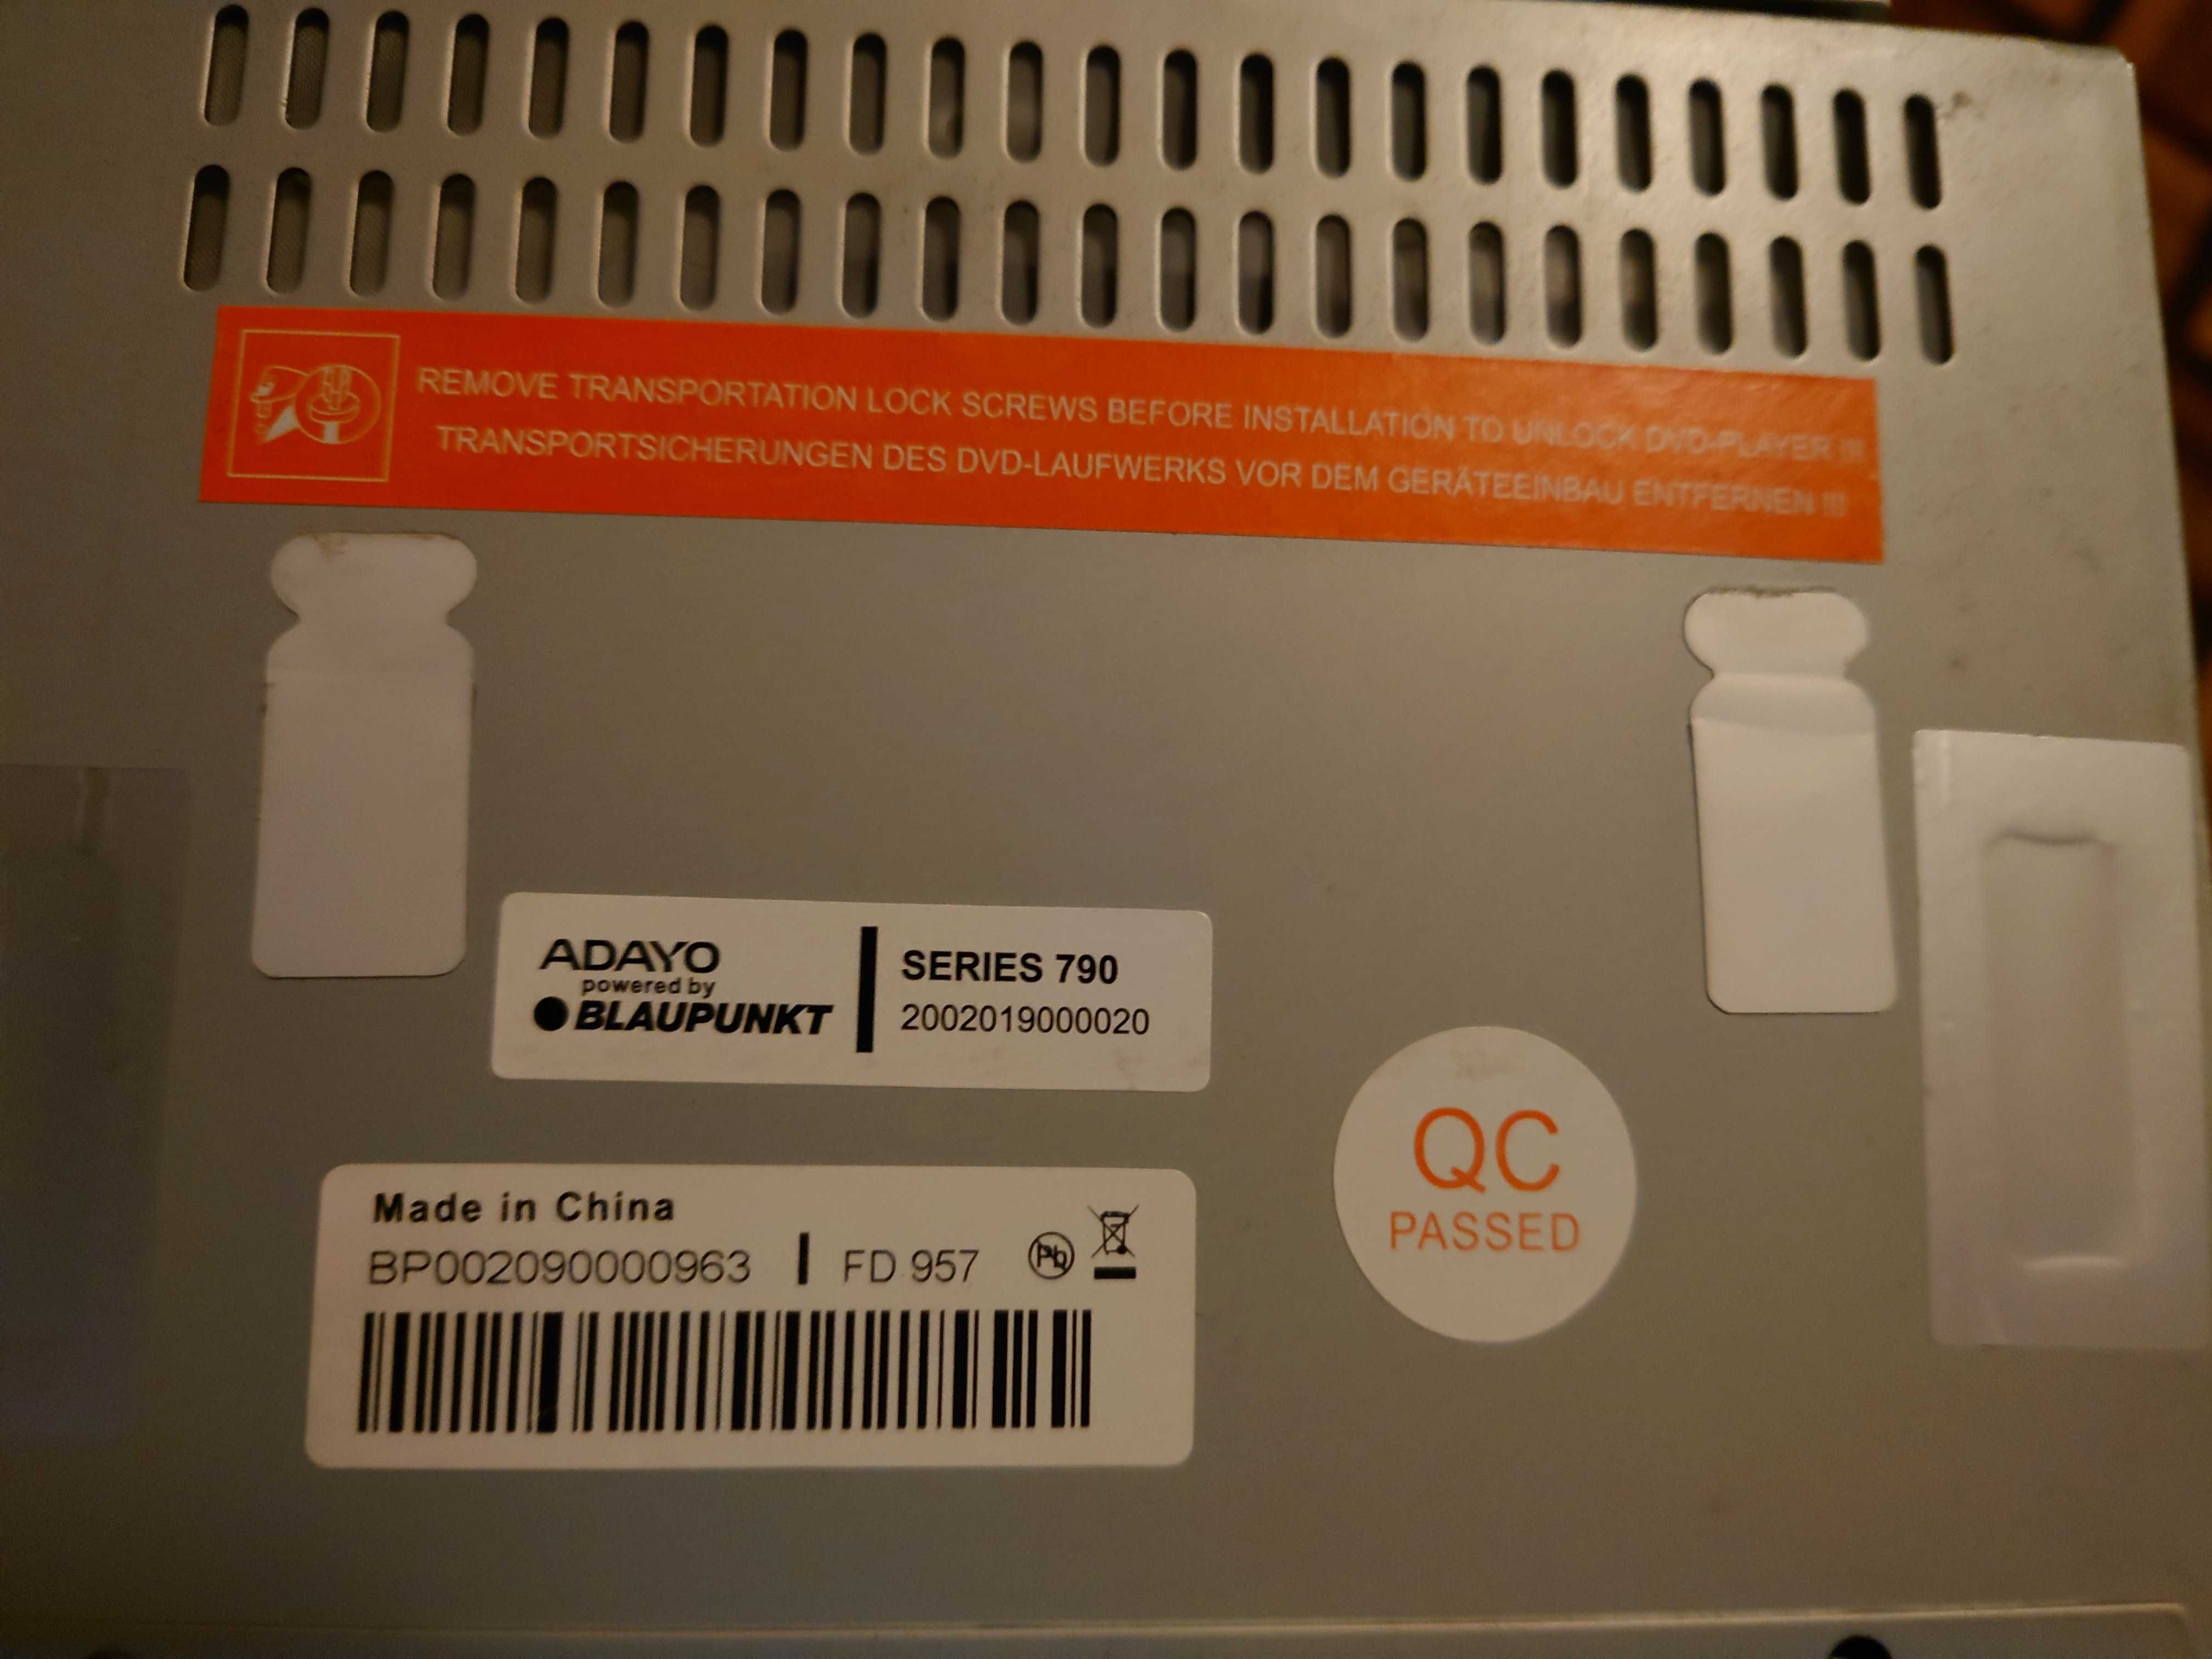 REMOVE TRANSPORTATION LOCK SCREWS BEFORE INSTALLATION TO UNLOCK DVD-PLAYER !!!
TRANSPORTSICHERUNGEN DES DVD-LAUFWERKS VOR DEM GERÄTEEINBAU ENTFERNEN !!!
ADAYO
powered by
BLAUPUNKT
SERIES 790
2002019000020
QC
PASSED
Made in China
BP002090000963 | FD 957
Pb